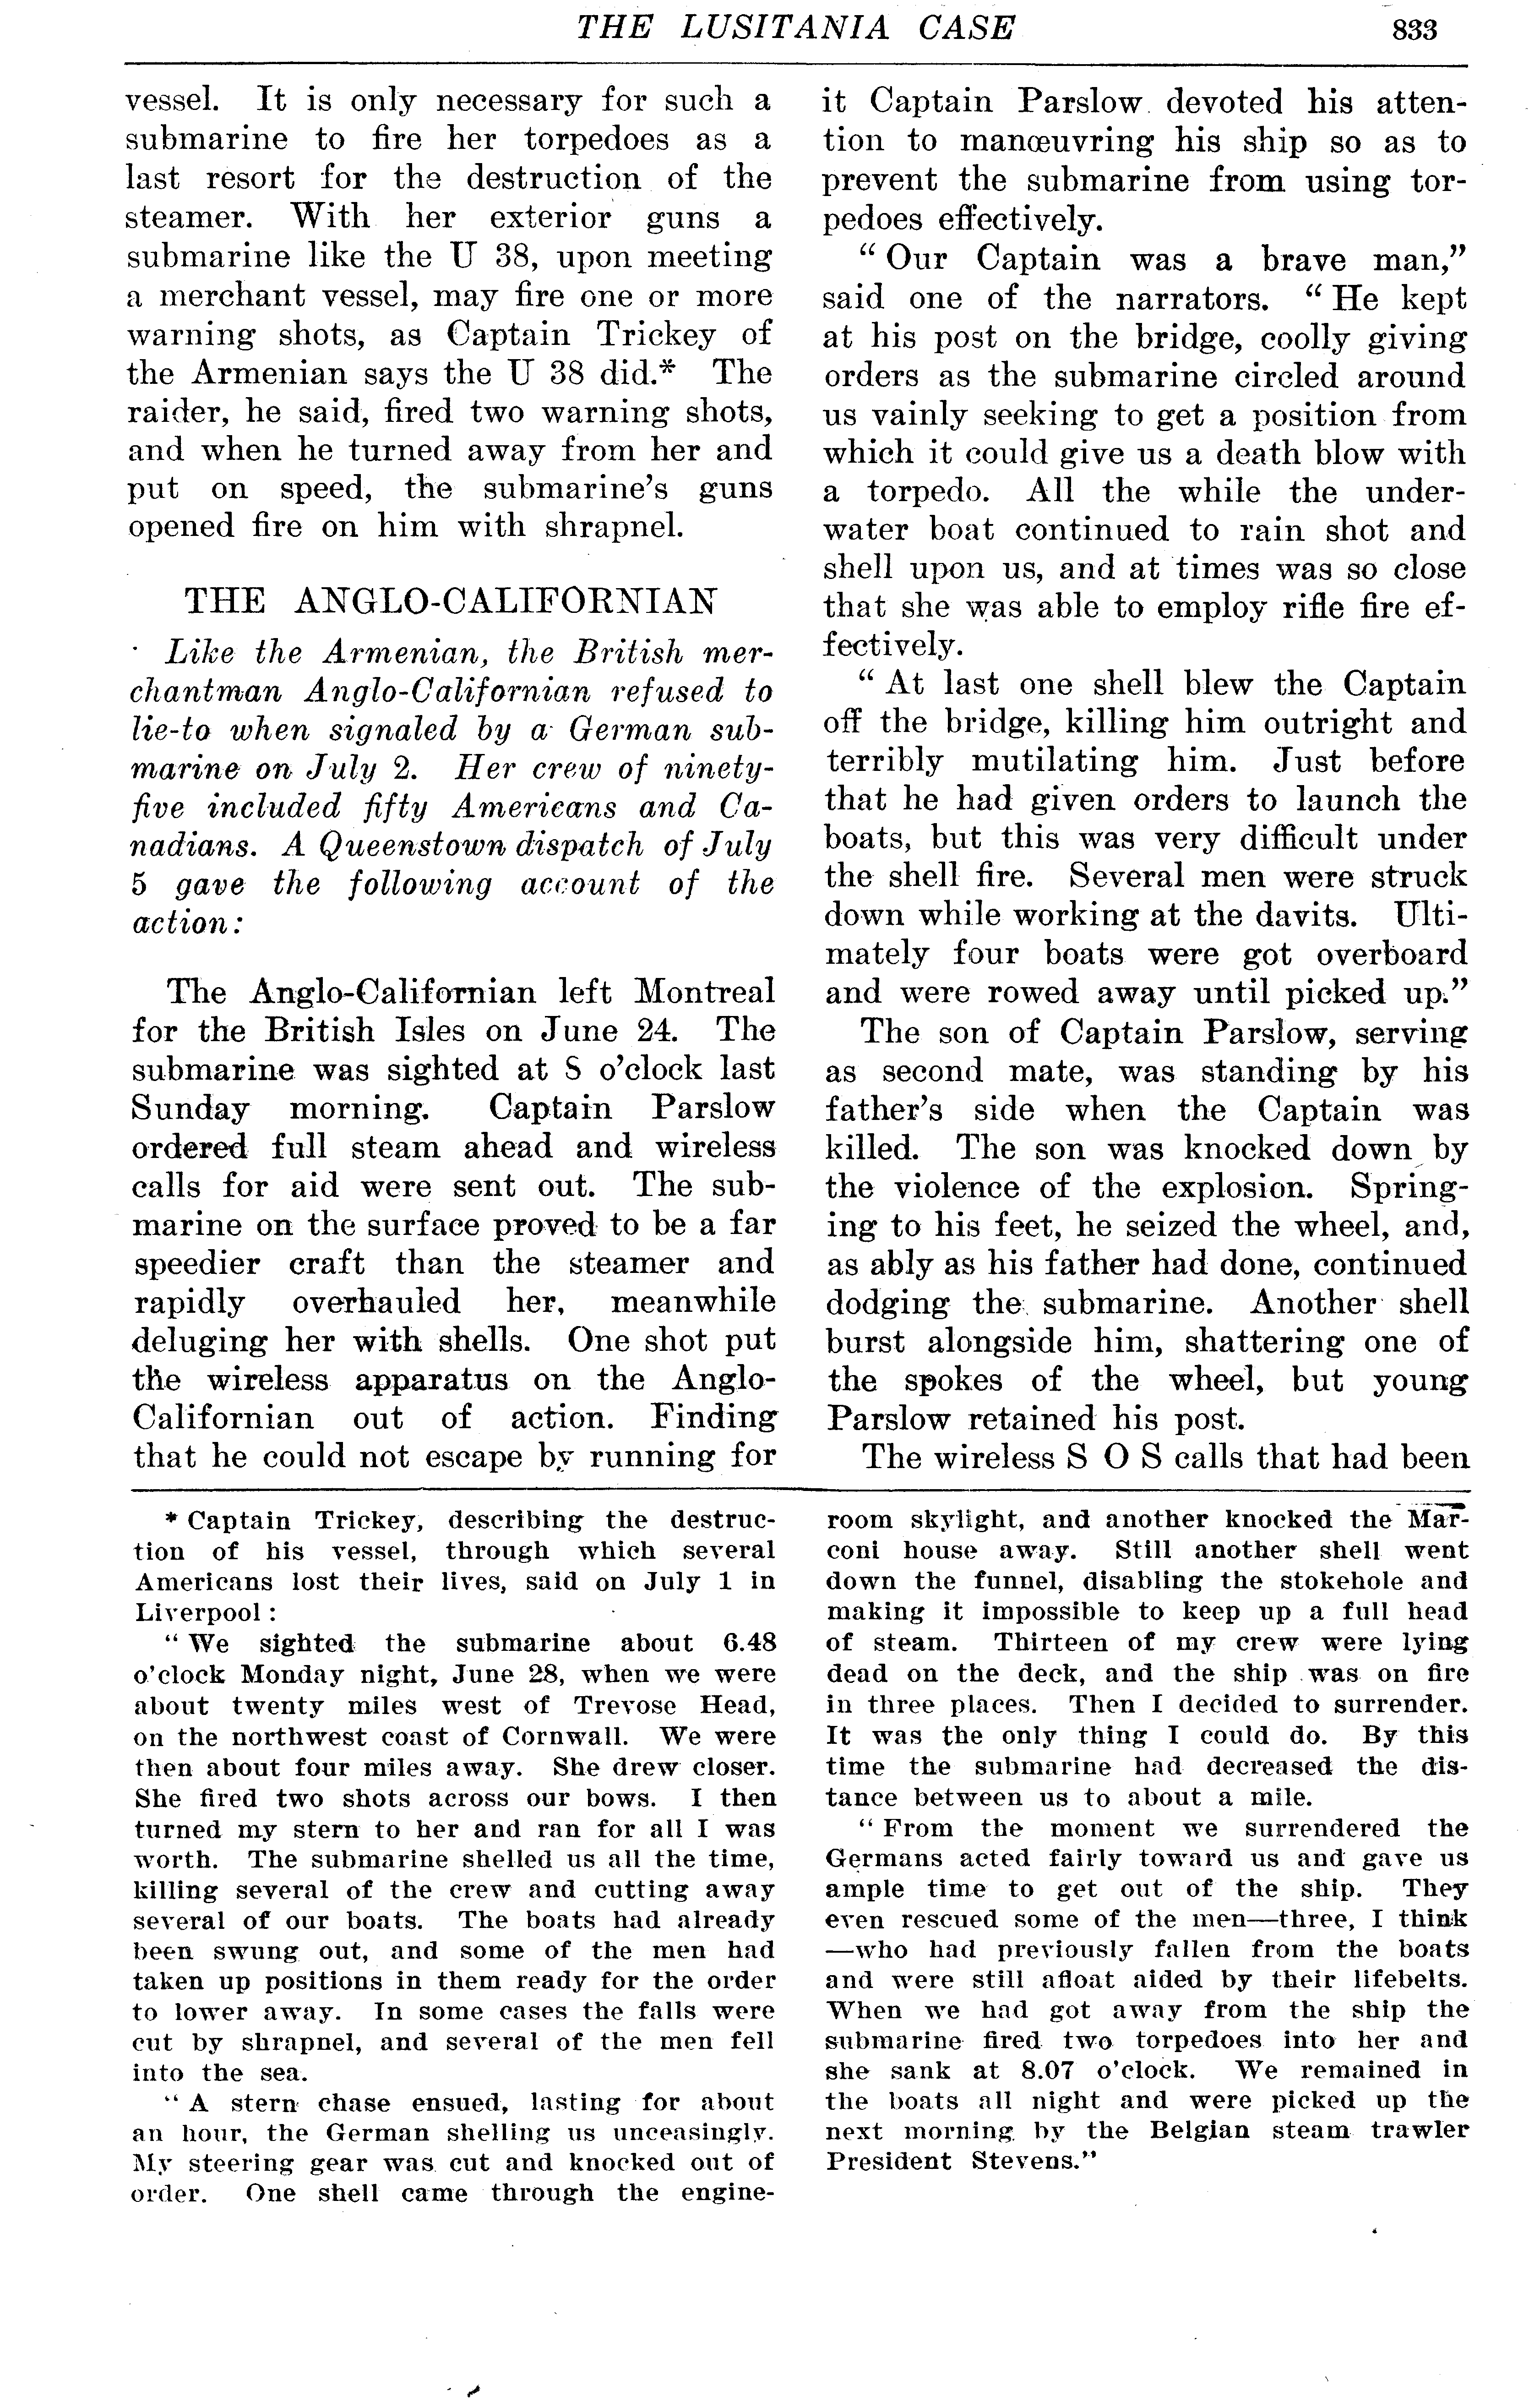 THE LUSITANIA CASE 833
vessel. It is only necessary for such a
submarine to fire her torpedoes as a
last resort for the destruction of the
steamer. With her exterior guns a
submarine like the U 38, upon meeting
a merchant vessel, may fire one or more
warning shots, as Captain Trickey of
the Armenian says the U 38 did.* The
raider, he said, fired two warning shots,
and when he turned away from her and
put on speed, the submarine's guns
opened fire on him with shrapnel.
THE ANGLO-CALIFORNIAN
Like the Armenian, the British mer-
chantman Anglo-Californian refused to
lie-to when signaled by a German sub-
marine on July 2. Her crew of ninety-
five included fifty Americans and Ca-
nadians. A Queenstown dispatch of July
5 gave the following account of the
action:
The Anglo-Californian left Montreal
for the British Isles on June 24. The
submarine was sighted at 8 o'clock last
Sunday morning. Captain Parslow
ordered full steam ahead and wireless
calls for aid were sent out. The sub-
marine on the surface proved to be a far
speedier craft than the steamer and
rapidly overhauled her, meanwhile
deluging her with shells. One shot put
the wireless apparatus on the Anglo-
Californian out of action. Finding
that he could not escape by running for
it Captain Parslow devoted his atten-
tion to manœuvring his ship so as to
prevent the submarine from using tor-
pedoes effectively.
“ Our Captain was a brave man,”
said one of the narrators. “ He kept
at his post on the bridge, coolly giving
orders as the submarine circled around
us vainly seeking to get a position from
which it could give us a death blow with
a torpedo. All the while the under-
water boat continued to rain shot and
shell upon us, and at times was so close
that she was able to employ rifle fire ef-
fectively.
“ At last one shell blew the Captain
off the bridge, killing him outright and
terribly mutilating him. Just before
that he had given orders to launch the
boats, but this was very difficult under
the shell fire. Several men were struck
down while working at the davits. Ulti-
mately four boats were got overboard
and were rowed away until picked up.”
The son of Captain Parslow, serving
as second mate, was standing by his
father's side when the Captain was
killed. The son was knocked down by
the violence of the explosion. Spring-
ing to his feet, he seized the wheel, and,
as ably as his father had done, continued
dodging the submarine. Another shell
burst alongside him, shattering one of
the spokes of the wheel, but young
Parslow retained his post.
The wireless S O S calls that had been
* Captain Trickey, describing the destruc-
tion of his vessel, through which several
Americans lost their lives, said on July 1 in
Liverpool :
“ We sighted the submarine about 6.48
o'clock Monday night, June 28, when we were
about twenty miles west of Trevose Head,
on the northwest coast of Cornwall. We were
then about four miles away. She drew closer.
She fired two shots across our bows. I then
turned my stern to her and ran for all I was
worth. The submarine shelled us all the time,
killing several of the crew and cutting away
several of our boats. The boats had already
been swung out, and some of the men had
taken up positions in them ready for the order
to lower away. In some cases the falls were
cut by shrapnel, and several of the men fell
into the sea.
“ A stern chase ensued, lasting for about
an hour, the German shelling us unceasingly.
My steering gear was cut and knocked out of
order. One shell came through the engine-
room skylight, and another knocked the Mar-
coni house away. Still another shell went
down the funnel, disabling the stokehole and
making it impossible to keep up a full head
of steam. Thirteen of my crew were lying
dead on the deck, and the ship was on fire
in three places. Then I decided to surrender.
It was the only thing I could do. By this
time the submarine had decreased the dis-
tance between us to about a mile.
“ From the moment we surrendered the
Germans acted fairly toward us and gave us
ample time to get out of the ship. They
even rescued some of the men—three, I think
—who had previously fallen from the boats
and were still afloat aided by their lifebelts.
When we had got away from the ship the
submarine fired two torpedoes into her and
she sank at 8.07 o'clock. We remained in
the boats all night and were picked up the
next morning by the Belgian steam trawler
President Stevens.”